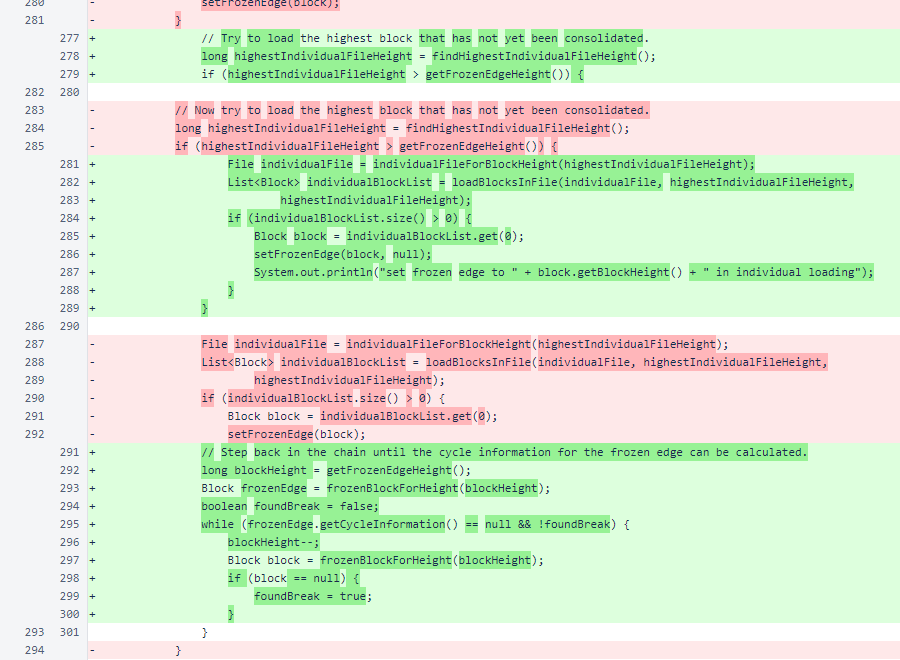 280 - setFrozenEdge(block);
281 - }
277 + // Try to load the highest block that has not yet been consolidated.
278 + long highestIndividualFileHeight = findHighestIndividualFileHeight();
279 + if (highestIndividualFileHeight > getFrozenEdgeHeight()) {
282 280
283 - // Now try to load the highest block that has not yet been consolidated.
284 - long highestIndividualFileHeight = findHighestIndividualFileHeight();
285 - if (highestIndividualFileHeight > getFrozenEdgeHeight()) {
281 + File individualFile = individualFileForBlockHeight(highestIndividualFileHeight);
282 + List<Block> individualBlockList = loadBlocksInFile(individualFile, highestIndividualFileHeight,
283 + highestIndividualFileHeight);
284 + if (individualBlockList.size() > 0) {
285 + Block block = individualBlockList.get(0);
286 + setFrozenEdge(block, null);
287 + System.out.println("set frozen edge to " + block.getBlockHeight() + " in individual loading");
288 + }
289 + }
286 290
287 - File individualFile = individualFileForBlockHeight(highestIndividualFileHeight);
288 - List<Block> individualBlockList = loadBlocksInFile(individualFile, highestIndividualFileHeight,
289 - highestIndividualFileHeight);
290 - if (individualBlockList.size() > 0) {
291 - Block block = individualBlockList.get(0);
292 - setFrozenEdge(block);
291 + // Step back in the chain until the cycle information for the frozen edge can be calculated.
292 + long blockHeight = getFrozenEdgeHeight();
293 + Block frozenEdge = frozenBlockForHeight(blockHeight);
294 + boolean foundBreak = false;
295 + while (frozenEdge.getCycleInformation() == null && !foundBreak) {
296 + blockHeight--;
297 + Block block = frozenBlockForHeight(blockHeight);
298 + if (block == null) {
299 + foundBreak = true;
300 + }
293 301 }
294 - }